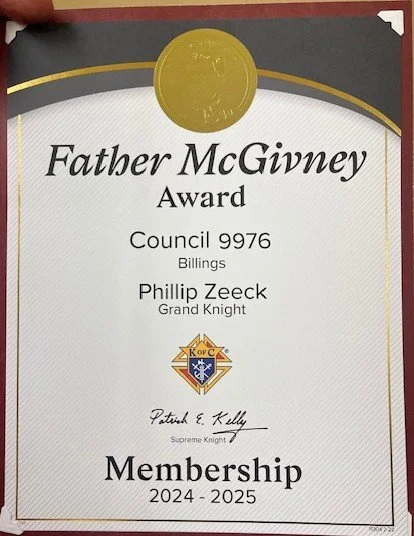 Father McGivney
Award
Council 9976
Billings
Phillip Zeeck
Grand Knight
K OF C ®
Patrick E. Kelly
Supreme Knight
Membership
2024 - 2025